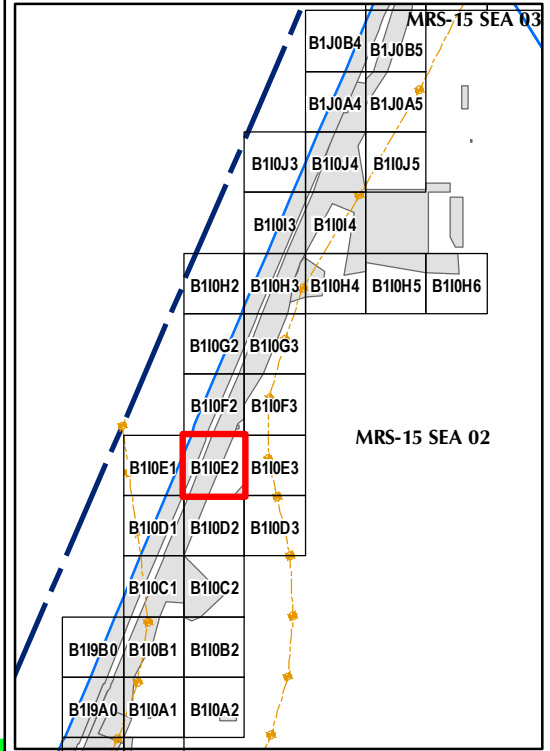 MRS-15 SEA 03
B1J0B4 B1J0B5
B1J0A4 B1J0A5
B1I0J3 B1I0J4 B1I0J5
B1I0I3 B1I0I4
B1I0H2 B1I0H3 B1I0H4 B1I0H5 B1I0H6
B1I0G2 B1I0G3
B1I0F2 B1I0F3
MRS-15 SEA 02
B1I0E1 B1I0E2 B1I0E3
B1I0D1 B1I0D2 B1I0D3
B1I0C1 B1I0C2
B1I9B0 B1I0B1 B1I0B2
B1I9A0 B1I0A1 B1I0A2